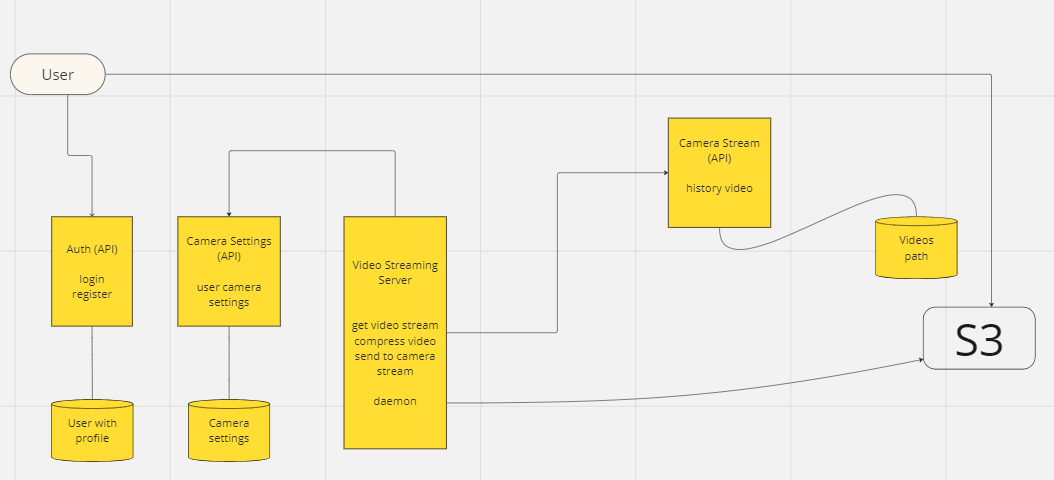 User
Auth (API)
login
register
User with
profile
Camera Settings
(API)
user camera
settings
Camera
settings
Video Streaming
Server
get video stream
compress video
send to camera
stream
daemon
Camera Stream
(API)
history video
Videos
path
S3